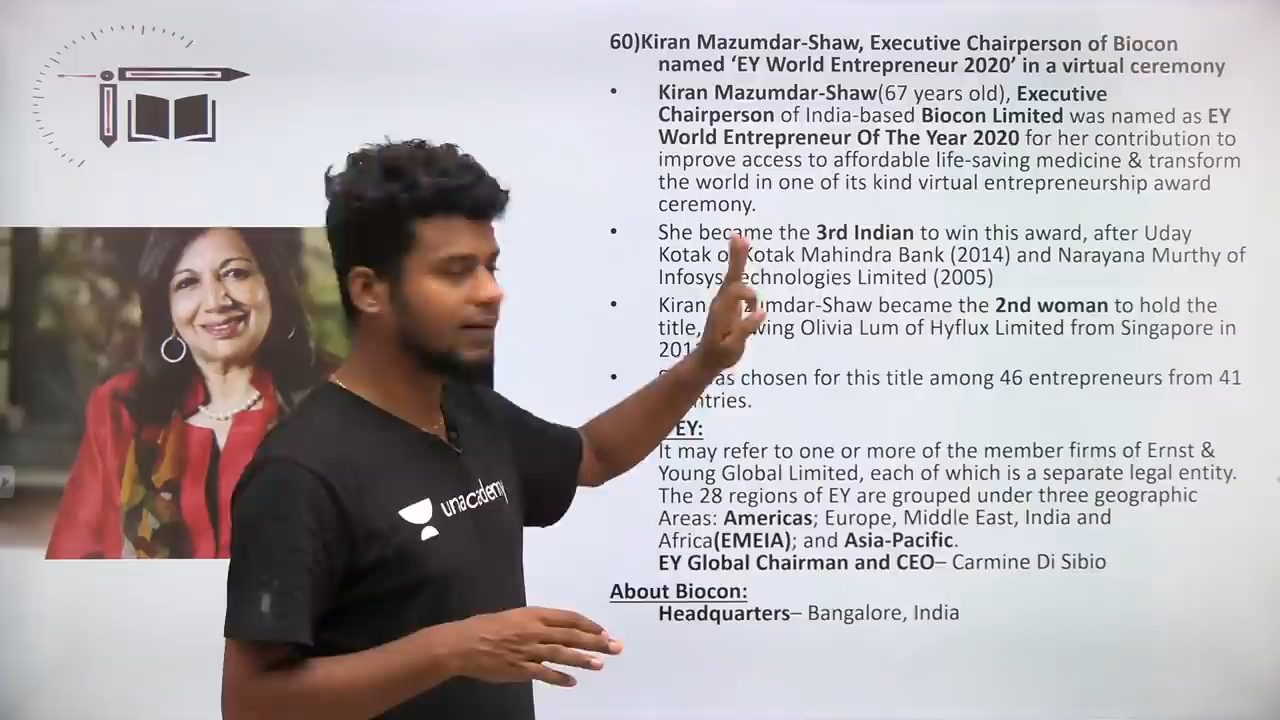 60)Kiran Mazumdar-Shaw, Executive Chairperson of Biocon
named ‘EY World Entrepreneur 2020’ in a virtual ceremony
• Kiran Mazumdar-Shaw(67 years old), Executive
Chairperson of India-based Biocon Limited was named as EY
World Entrepreneur Of The Year 2020 for her contribution to
improve access to affordable life-saving medicine & transform
the world in one of its kind virtual entrepreneurship award
ceremony.
• She became the 3rd Indian to win this award, after Uday
Kotak of Kotak Mahindra Bank (2014) and Narayana Murthy of
Infosys Technologies Limited (2005)
• Kiran Mazumdar-Shaw became the 2nd woman to hold the
title, Olivia Lum of Hyflux Limited from Singapore in
• was chosen for this title among 46 entrepreneurs from 41
EY:
It may refer to one or more of the member firms of Ernst &
Young Global Limited, each of which is a separate legal entity.
The 28 regions of EY are grouped under three geographic
Areas: Americas; Europe, Middle East, India and
Africa(EMEIA); and Asia-Pacific.
EY Global Chairman and CEO– Carmine Di Sibio
About Biocon:
Headquarters– Bangalore, India
unacademy